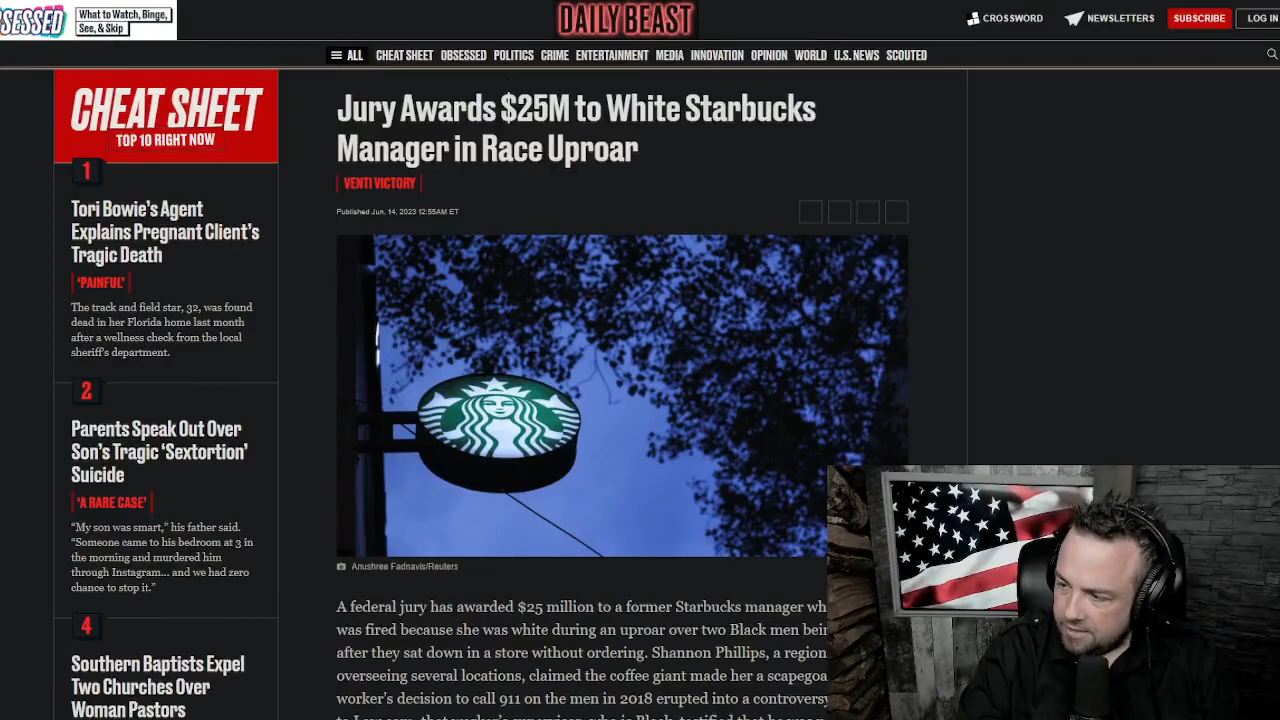 SESSED
What to Watch, Binge,
See, & Skip
DAILY BEAST
CROSSWORD
NEWSLETTERS
SUBSCRIBE
LOG IN
ALL
CHEAT SHEET
OBSESSED
POLITICS
CRIME
ENTERTAINMENT
MEDIA
INNOVATION
OPINION
WORLD
U.S. NEWS
SCOUTED
CHEAT SHEET
TOP 10 RIGHT NOW
1
Tori Bowie’s Agent
Explains Pregnant Client’s
Tragic Death
‘PAINFUL’
The track and field star, 32, was found
dead in her Florida home last month
after a wellness check from the local
sheriff’s department.
2
Parents Speak Out Over
Son’s Tragic ‘Sextortion’
Suicide
‘A RARE CASE’
“My son was smart,” his father said.
“Someone came to his bedroom at 3 in
the morning and murdered him
through Instagram... and we had zero
chance to stop it.”
4
Southern Baptists Expel
Two Churches Over
Woman Pastors
Jury Awards $25M to White Starbucks
Manager in Race Uproar
VENTI VICTORY
Published Jun. 14, 2023 12:55AM ET
Anushree Fadnavis/Reuters
A federal jury has awarded $25 million to a former Starbucks manager wh
was fired because she was white during an uproar over two Black men bein
after they sat down in a store without ordering. Shannon Phillips, a region
overseeing several locations, claimed the coffee giant made her a scapegoa
worker’s decision to call 911 on the men in 2018 erupted into a controversy